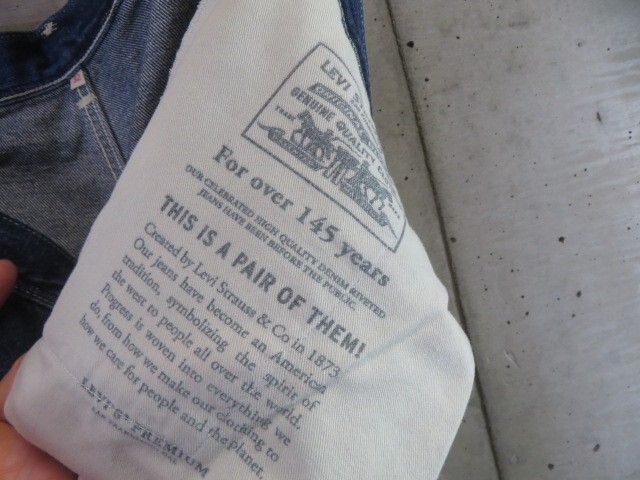 LEVI
GENUINE QUALITY
TRADE
For over 145 years
OUR CELEBRATED HIGH QUALITY DENIM RIVETED
JEANS HAVE BEEN BEFORE THE PUBLIC.
THIS IS A PAIR OF THEM!
Created by Levi Strauss & Co in 1873
Our jeans have become an American
tradition, symbolizing the spirit of
the west to people all over the world.
Progress is woven into everything we
do, from how we make our clothing to
how we care for people and the planet.
LEVI'S® PREMIUM